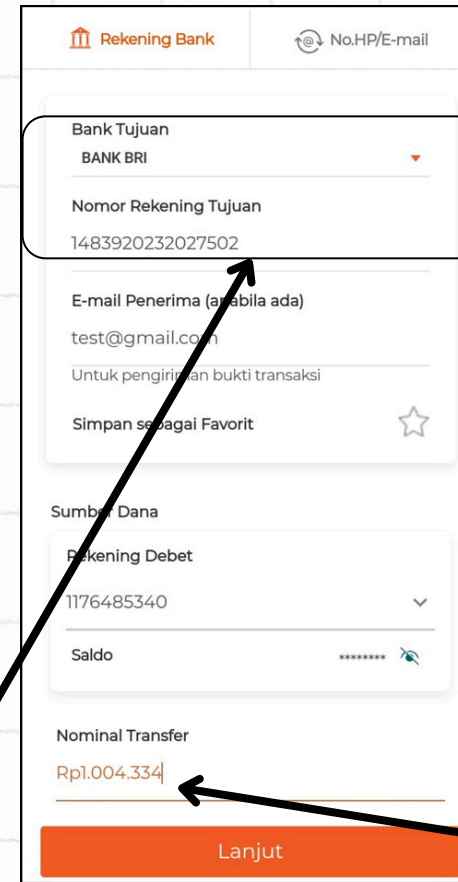 Rekening Bank
No.HP/E-mail
Bank Tujuan
BANK BRI
Nomor Rekening Tujuan
1483920232027502
E-mail Penerima (apabila ada)
test@gmail.com
Untuk pengiriman bukti transaksi
Simpan sebagai Favorit
Sumber Dana
Rekening Debet
1176485340
Saldo ********
Nominal Transfer
Rp1.004.334
Lanjut